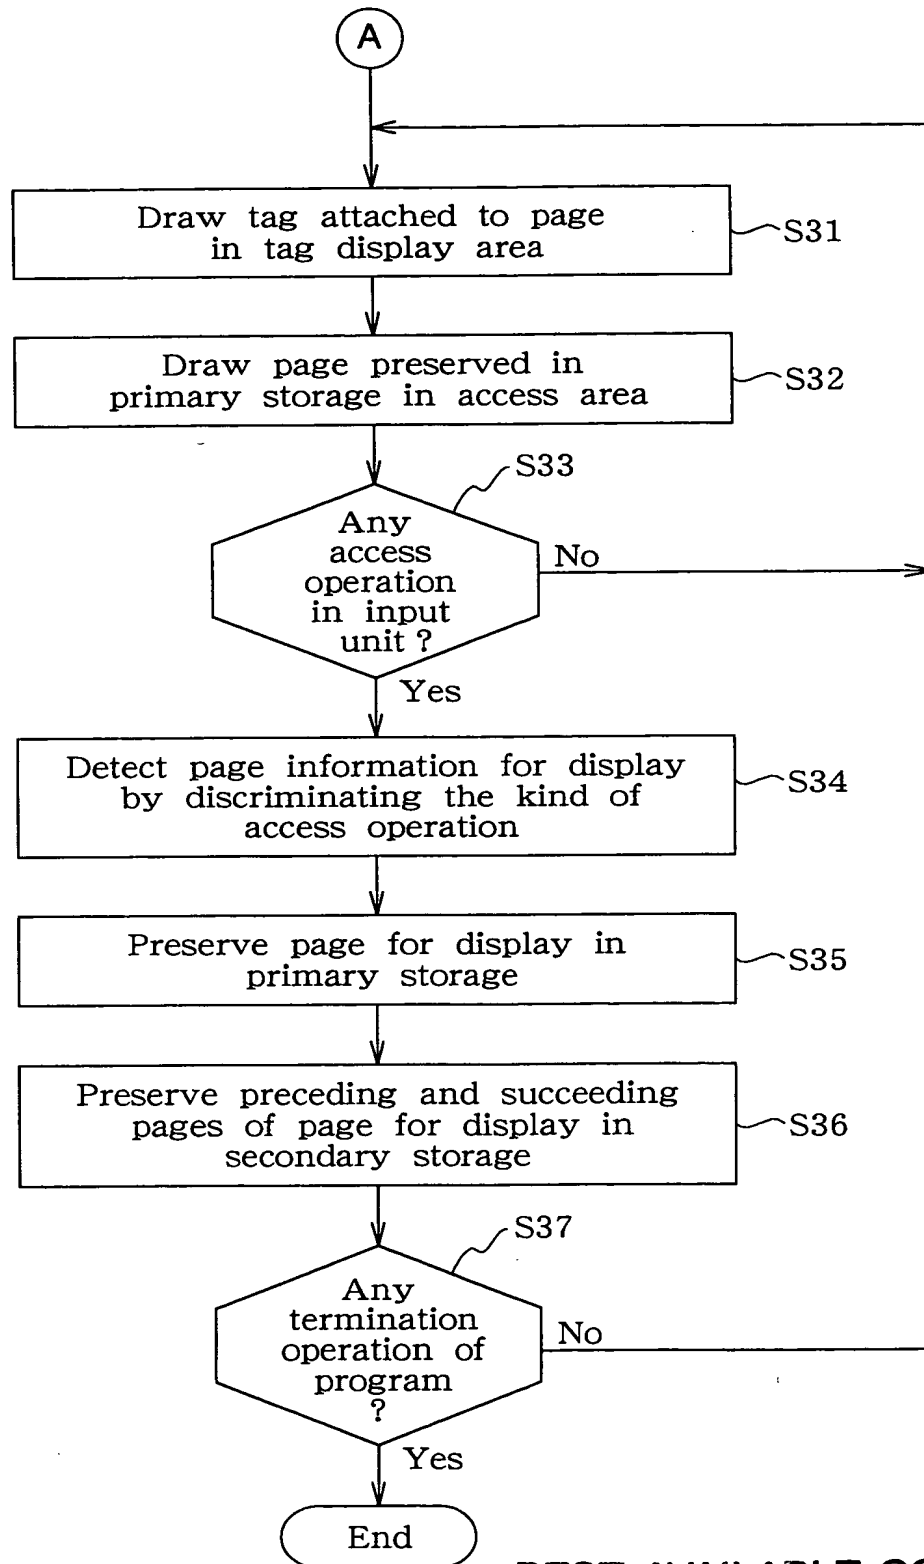 A
Draw tag attached to page
in tag display area
S31
Draw page preserved in
primary storage in access area
S32
S33
Any
access
operation
in input
unit ?
No
Yes
Detect page information for display
by discriminating the kind of
access operation
S34
Preserve page for display in
primary storage
S35
Preserve preceding and succeeding
pages of page for display in
secondary storage
S36
S37
Any
termination
operation of
program
?
No
Yes
End